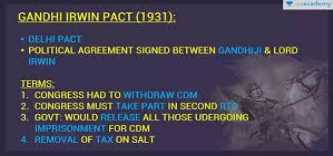 unacademy
GANDHI IRWIN PACT (1931):
• DELHI PACT
• POLITICAL AGREEMENT SIGNED BETWEEN GANDHIJI & LORD
IRWIN
TERMS:
1. CONGRESS HAD TO WITHDRAW CDM
2. CONGRESS MUST TAKE PART IN SECOND RTC
3. GOVT: WOULD RELEASE ALL THOSE UDERGOING
IMPRISONMENT FOR CDM
4. REMOVAL OF TAX ON SALT